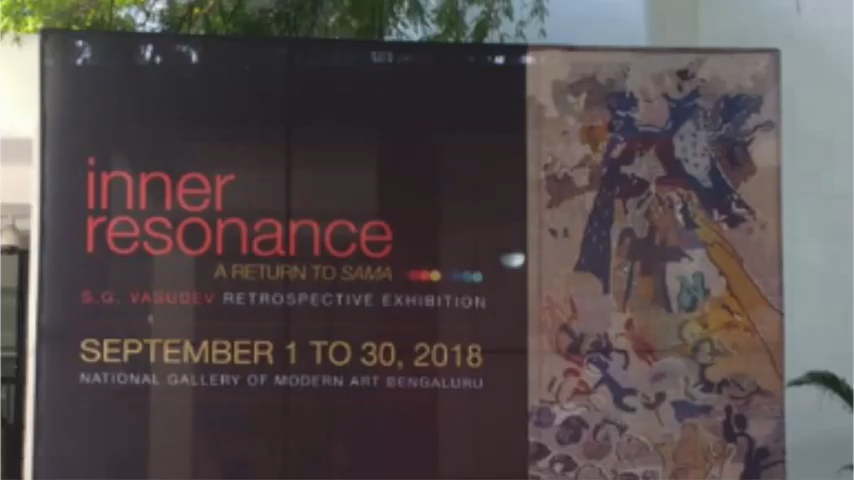 inner
resonance
A RETURN TO SAMA
S.G. VASUDEV RETROSPECTIVE EXHIBITION
SEPTEMBER 1 TO 30, 2018
NATIONAL GALLERY OF MODERN ART BENGALURU